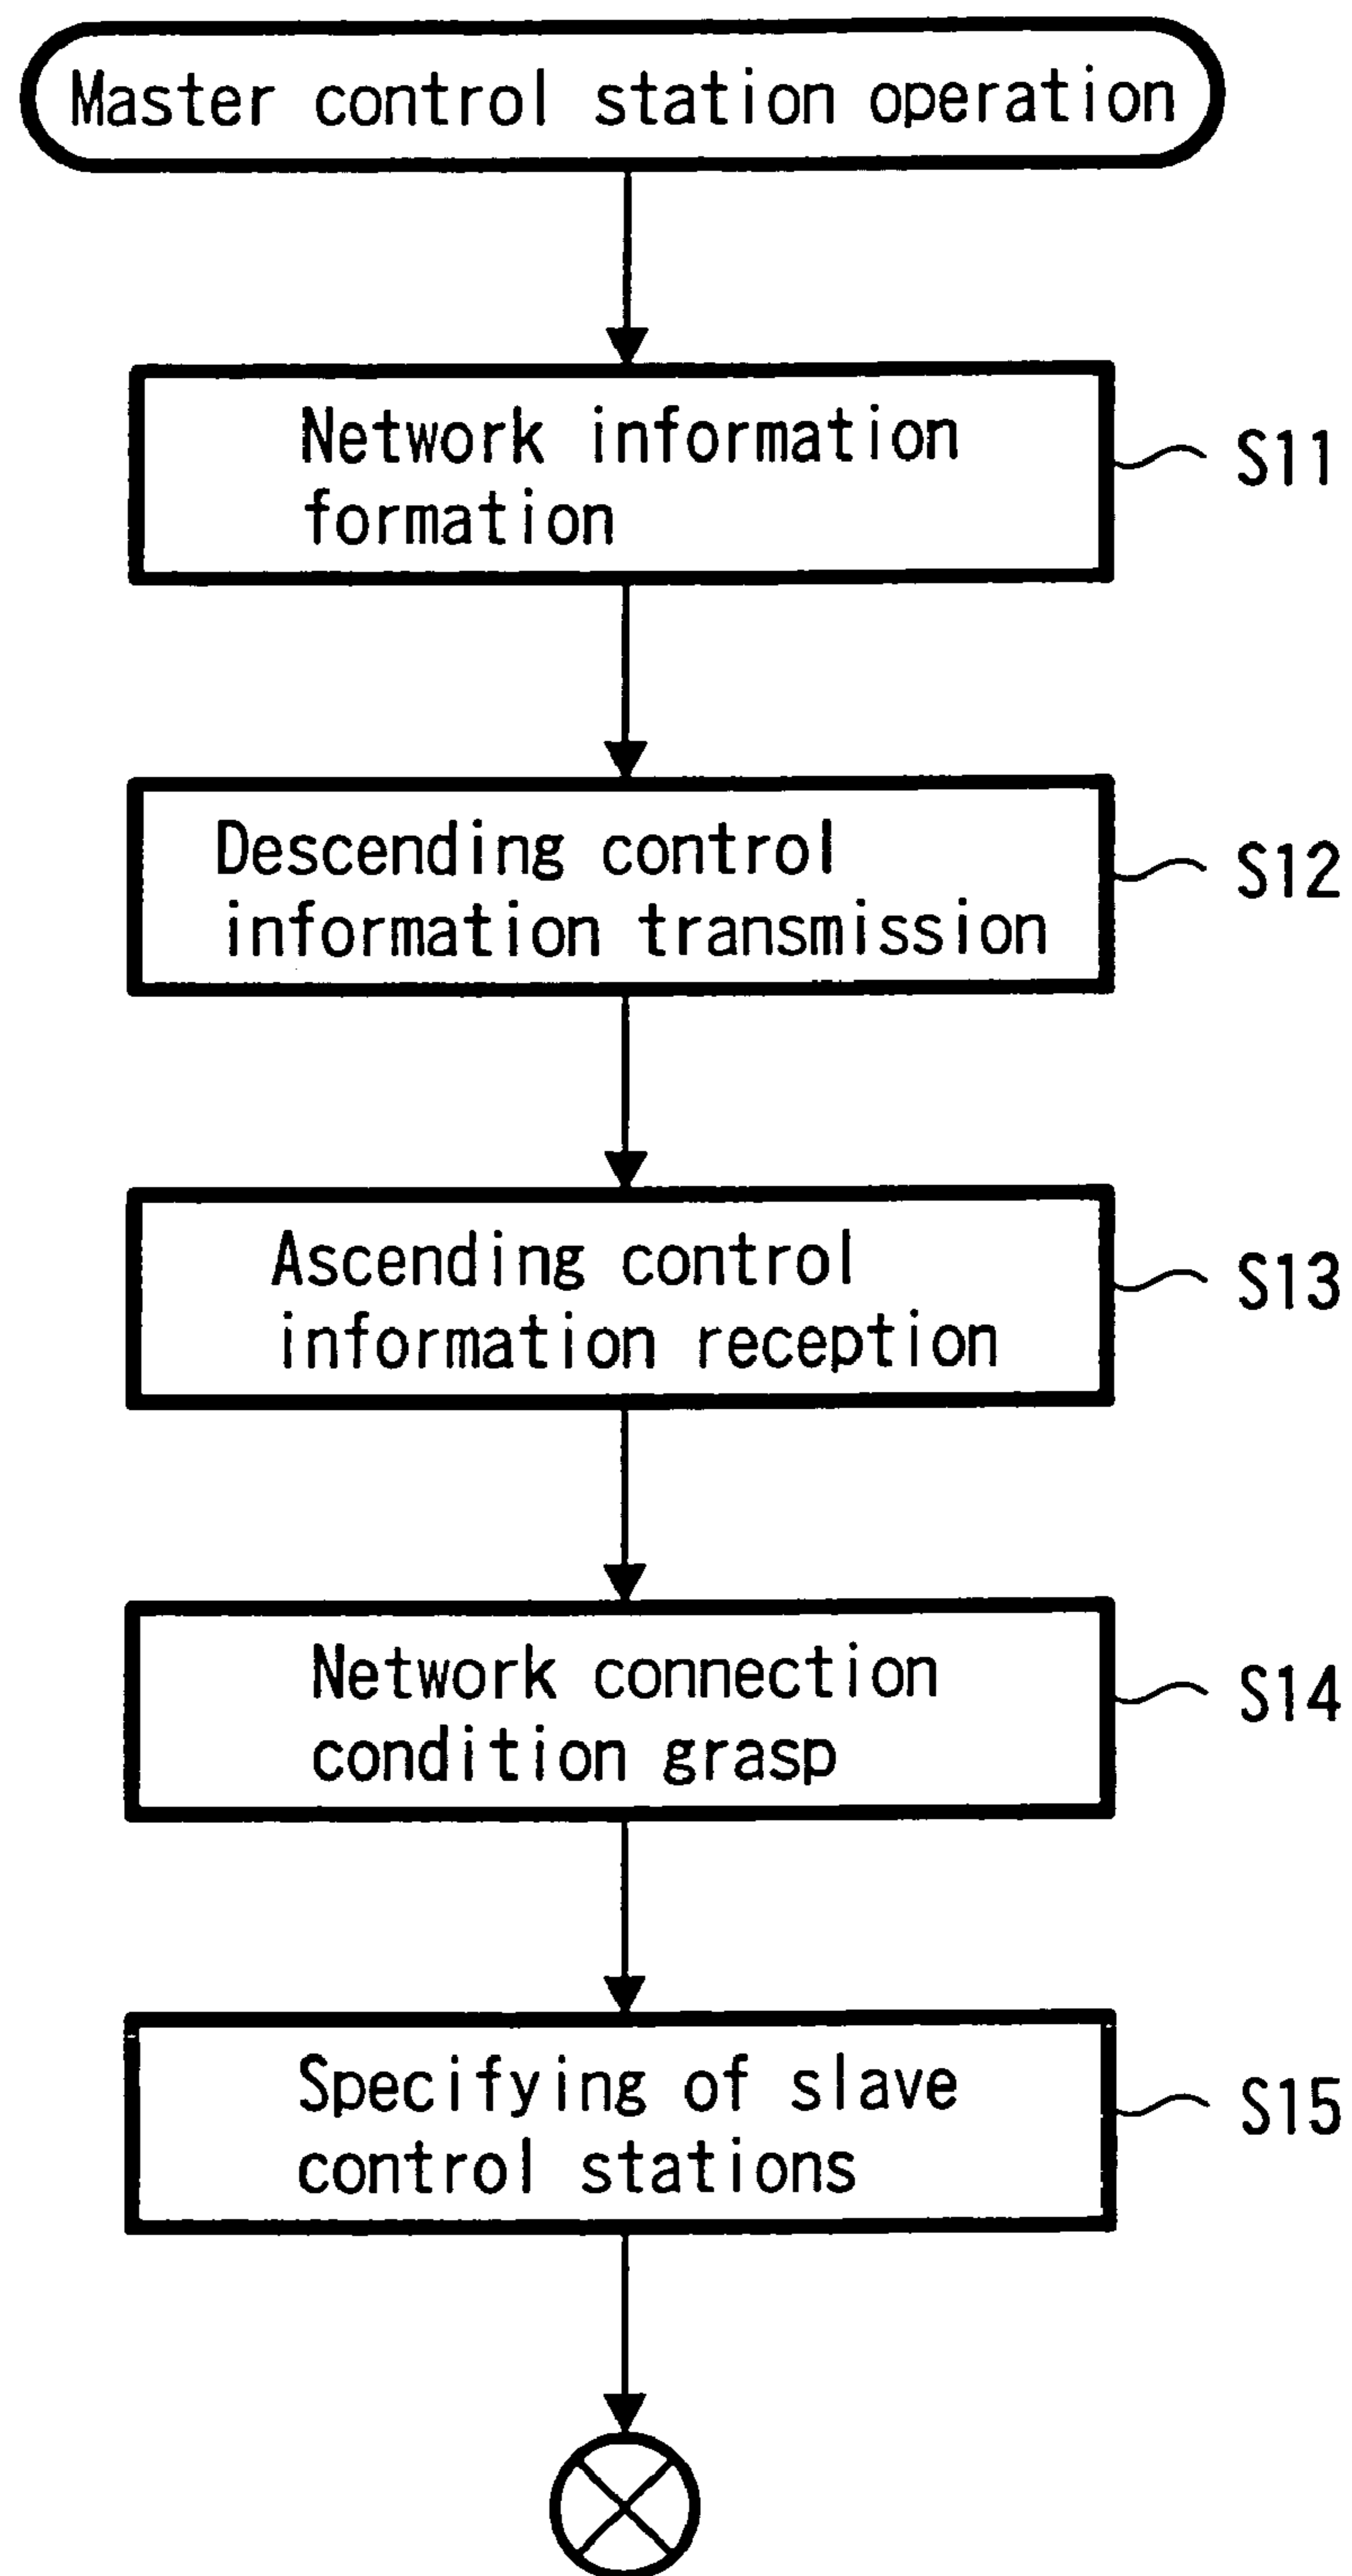 Master control station operation
Network information
formation
S11
Descending control
information transmission
S12
Ascending control
information reception
S13
Network connection
condition grasp
S14
Specifying of slave
control stations
S15